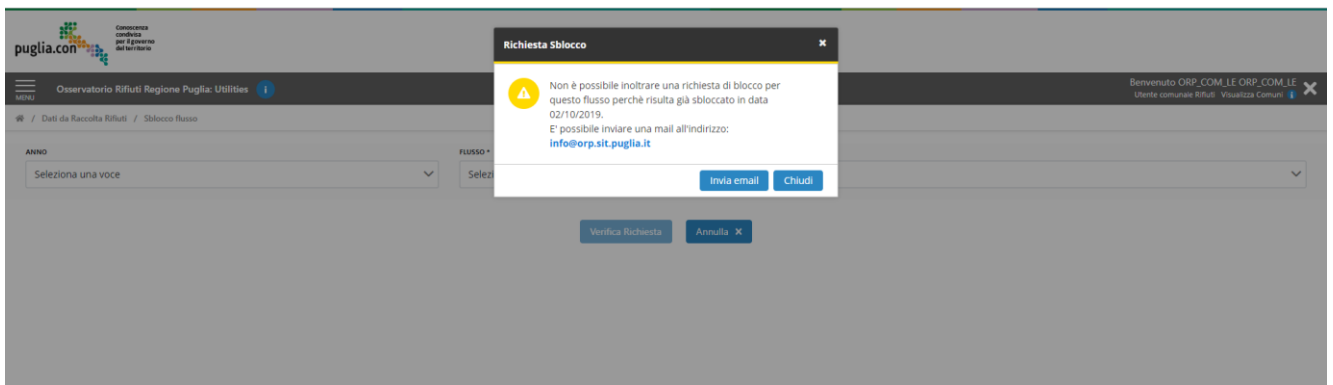 puglia.con
Conoscenza
condivisa
per il governo
del territorio
Richiesta Sblocco ×
MENU
Osservatorio Rifiuti Regione Puglia: Utilities i
Benvenuto ORP_COM_LE ORP_COM_LE
Utente comunale Rifiuti Visualizza Comuni i
/ Dati da Raccolta Rifiuti / Sblocco flusso
Non è possibile inoltrare una richiesta di blocco per
questo flusso perchè risulta già sbloccato in data
02/10/2019.
E' possibile inviare una mail all'indirizzo:
info@orp.sit.puglia.it
Invia email Chiudi
ANNO
Seleziona una voce
FLUSSO *
Selezi
Verifica Richiesta Annulla ×